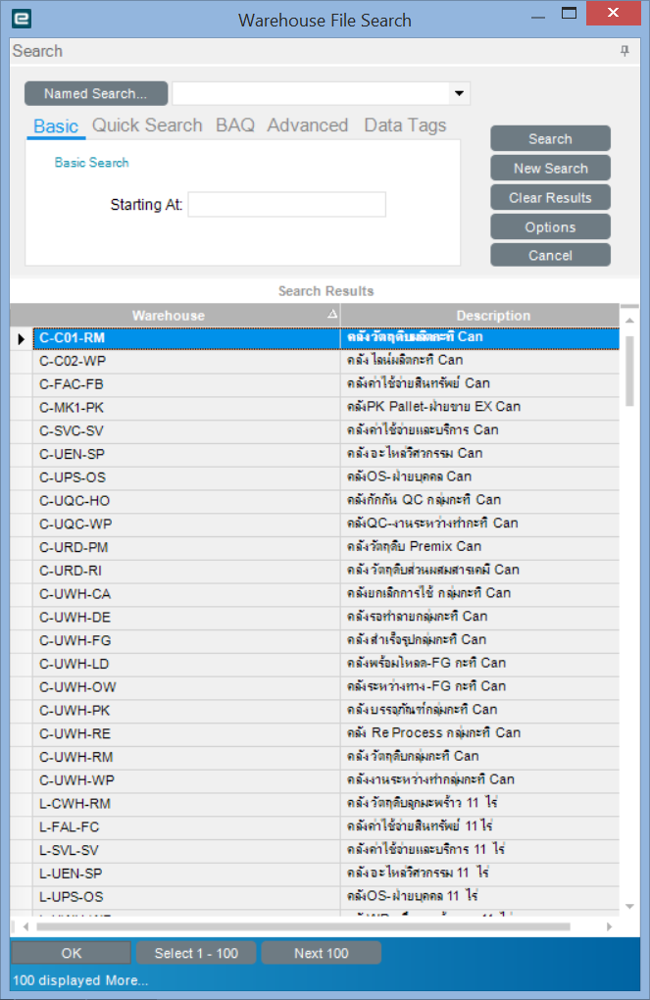 Warehouse File Search
Search
Named Search...
Basic Quick Search BAQ Advanced Data Tags
Basic Search
Starting At:
Search
New Search
Clear Results
Options
Cancel
Search Results
Warehouse Description
C-C01-RM คลังวัตถุดิบผลิตกะทิ Can
C-C02-WP คลังไลน์ผลิตกะทิ Can
C-FAC-FB คลังค่าใช้จ่ายสินทรัพย์ Can
C-MK1-PK คลังPK Pallet-ฝ่ายขาย EX Can
C-SVC-SV คลังค่าใช้จ่ายและบริการ Can
C-UEN-SP คลังอะไหล่วิศวกรรม Can
C-UPS-OS คลังOS-ฝ่ายบุคคล Can
C-UQC-HO คลังกักกัน QC กลุ่มกะทิ Can
C-UQC-WP คลังQC-งานระหว่างทำกะทิ Can
C-URD-PM คลังวัตถุดิบ Premix Can
C-URD-RI คลังวัตถุดิบส่วนผสมสารเคมี Can
C-UWH-CA คลังยกเลิกการใช้ กลุ่มกะทิ Can
C-UWH-DE คลังรอทำลายกลุ่มกะทิ Can
C-UWH-FG คลังสำเร็จรูปกลุ่มกะทิ Can
C-UWH-LD คลังพร้อมโหลด-FG กะทิ Can
C-UWH-OW คลังระหว่างทาง-FG กะทิ Can
C-UWH-PK คลังบรรจุภัณฑ์กลุ่มกะทิ Can
C-UWH-RE คลัง Re Process กลุ่มกะทิ Can
C-UWH-RM คลังวัตถุดิบกลุ่มกะทิ Can
C-UWH-WP คลังงานระหว่างทำกลุ่มกะทิ Can
L-CWH-RM คลังวัตถุดิบลูกมะพร้าว 11 ไร่
L-FAL-FC คลังค่าใช้จ่ายสินทรัพย์ 11 ไร่
L-SVL-SV คลังค่าใช้จ่ายและบริการ 11 ไร่
L-UEN-SP คลังอะไหล่วิศวกรรม 11 ไร่
L-UPS-OS คลังOS-ฝ่ายบุคคล 11 ไร่
OK Select 1 - 100 Next 100
100 displayed More...